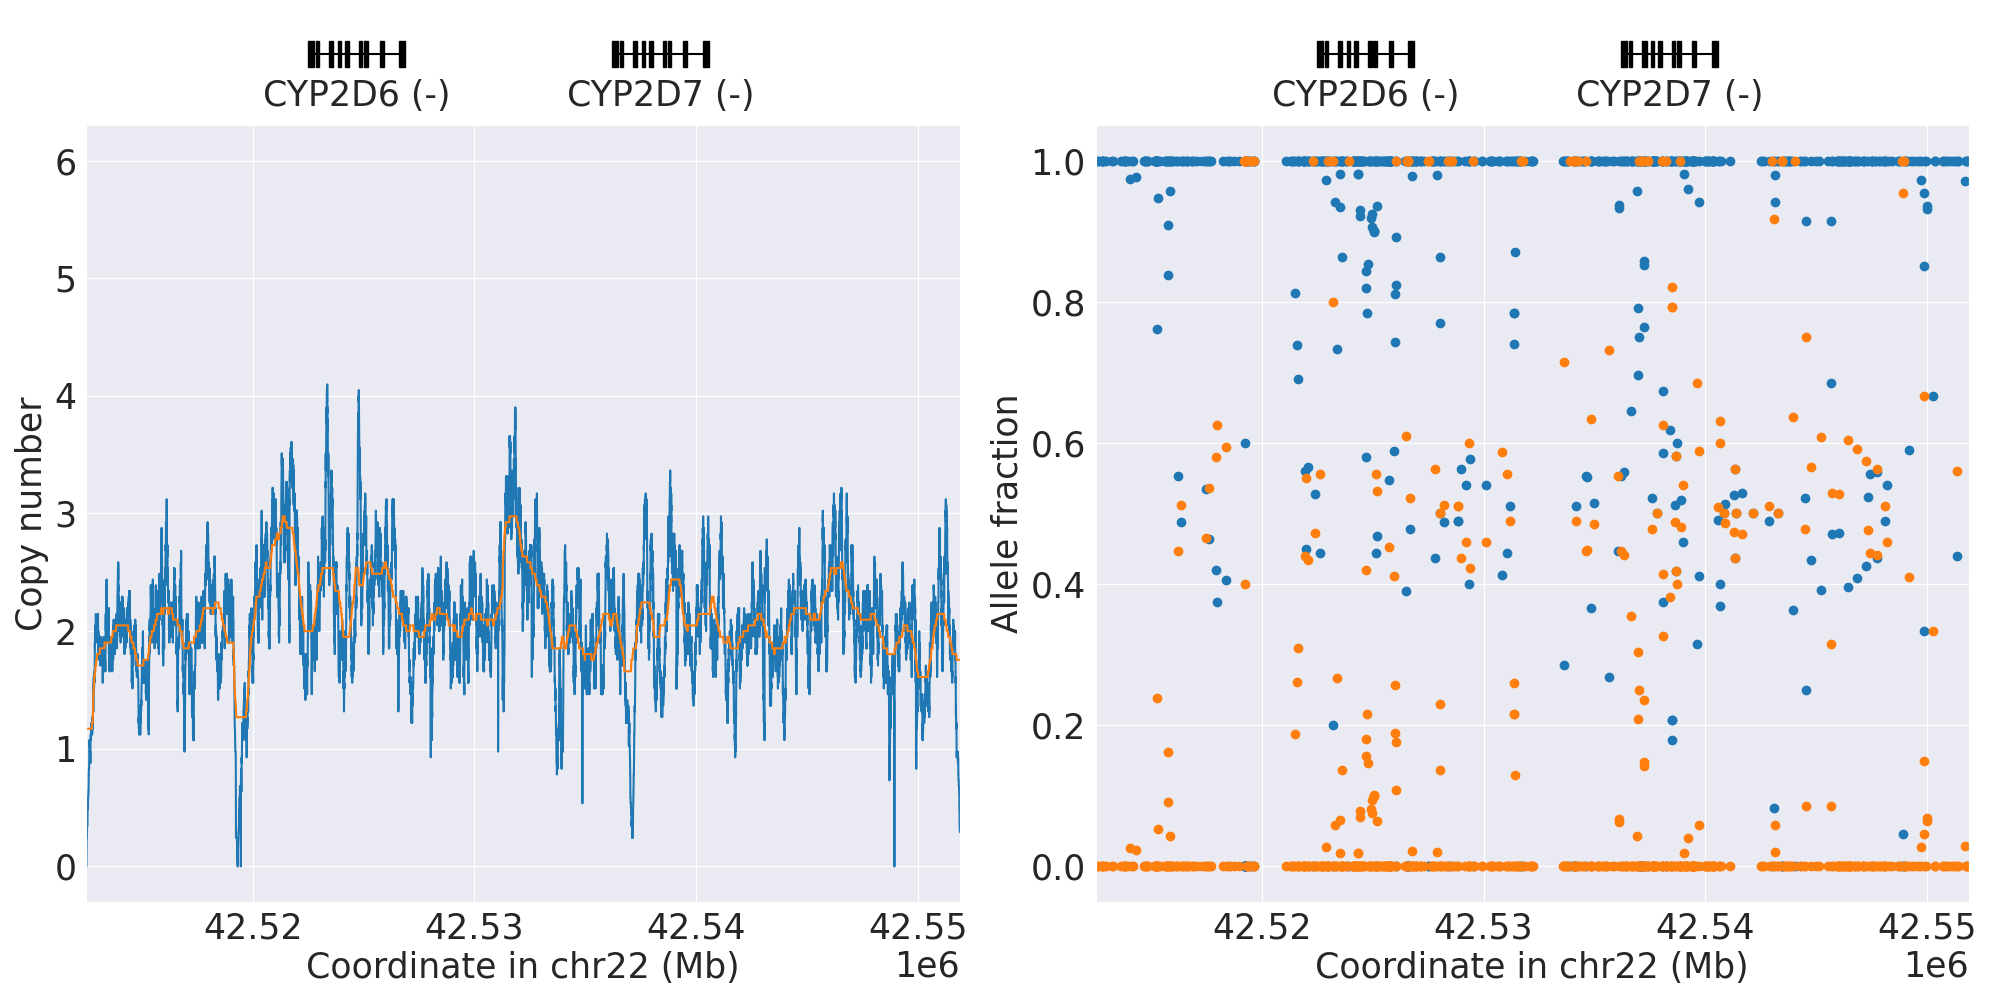 CYP2D6 (-) CYP2D7 (-)
6
5
4
3
2
1
0
Copy number
42.52 42.53 42.54 42.55
Coordinate in chr22 (Mb) 1e6
CYP2D6 (-) CYP2D7 (-)
1.0
0.8
0.6
0.4
0.2
0.0
Allele fraction
42.52 42.53 42.54 42.55
Coordinate in chr22 (Mb) 1e6